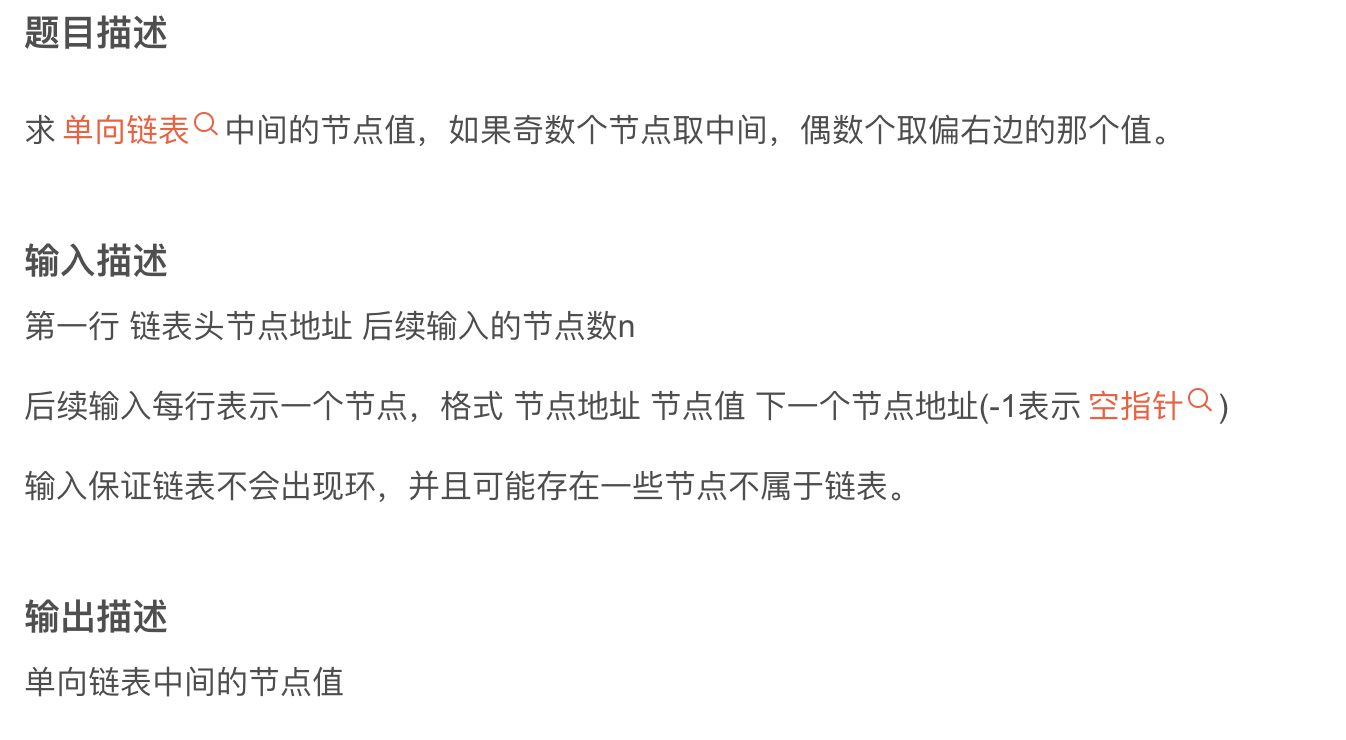 题目描述
求 单向链表 中间的节点值，如果奇数个节点取中间，偶数个取偏右边的那个值。
输入描述
第一行 链表头节点地址 后续输入的节点数n
后续输入每行表示一个节点，格式 节点地址 节点值 下一个节点地址(-1表示 空指针 )
输入保证链表不会出现环，并且可能存在一些节点不属于链表。
输出描述
单向链表中间的节点值